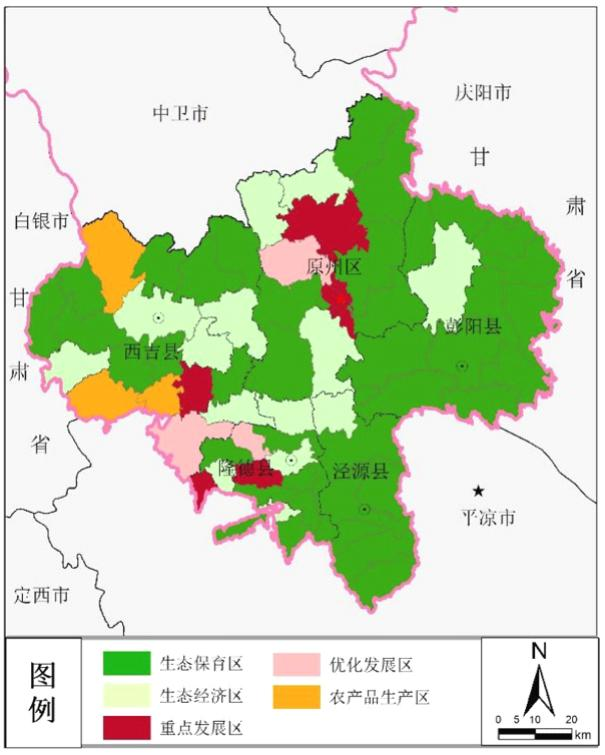 庆阳市
中卫市
甘
肃
省
白银市
原州区
甘
彭阳县
西吉县
肃
省
隆德县
泾源县
平凉市
定西市
图例
生态保育区
优化发展区
生态经济区
农产品生产区
重点发展区
N
0 5 10 20
km